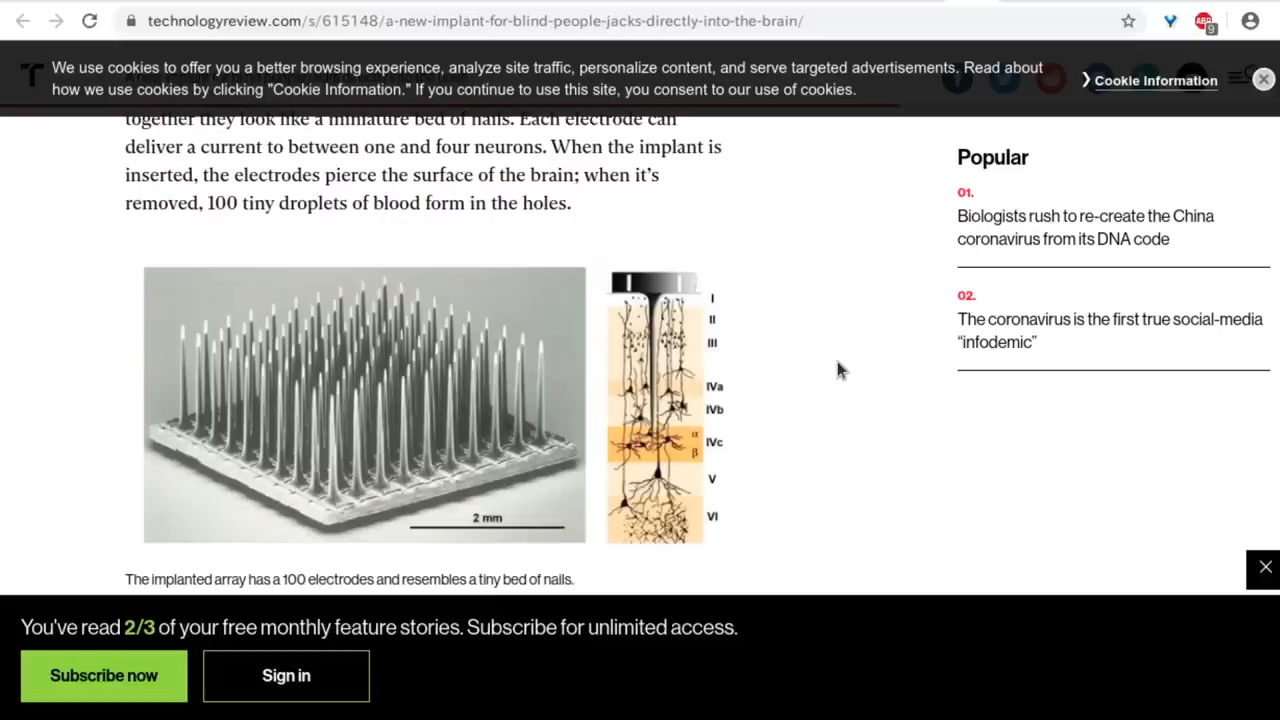 technologyreview.com/s/615148/a-new-implant-for-blind-people-jacks-directly-into-the-brain/
ABP
9
We use cookies to offer you a better browsing experience, analyze site traffic, personalize content, and serve targeted advertisements. Read about
how we use cookies by clicking "Cookie Information." If you continue to use this site, you consent to our use of cookies.
❯ Cookie Information
together they look like a miniature bed of nails. Each electrode can
deliver a current to between one and four neurons. When the implant is
inserted, the electrodes pierce the surface of the brain; when it's
removed, 100 tiny droplets of blood form in the holes.
Popular
01.
Biologists rush to re-create the China
coronavirus from its DNA code
02.
The coronavirus is the first true social-media
“infodemic”
2 mm
I
II
III
IVa
IVb
α
IVc
β
V
VI
The implanted array has a 100 electrodes and resembles a tiny bed of nails.
You've read 2/3 of your free monthly feature stories. Subscribe for unlimited access.
Subscribe now
Sign in